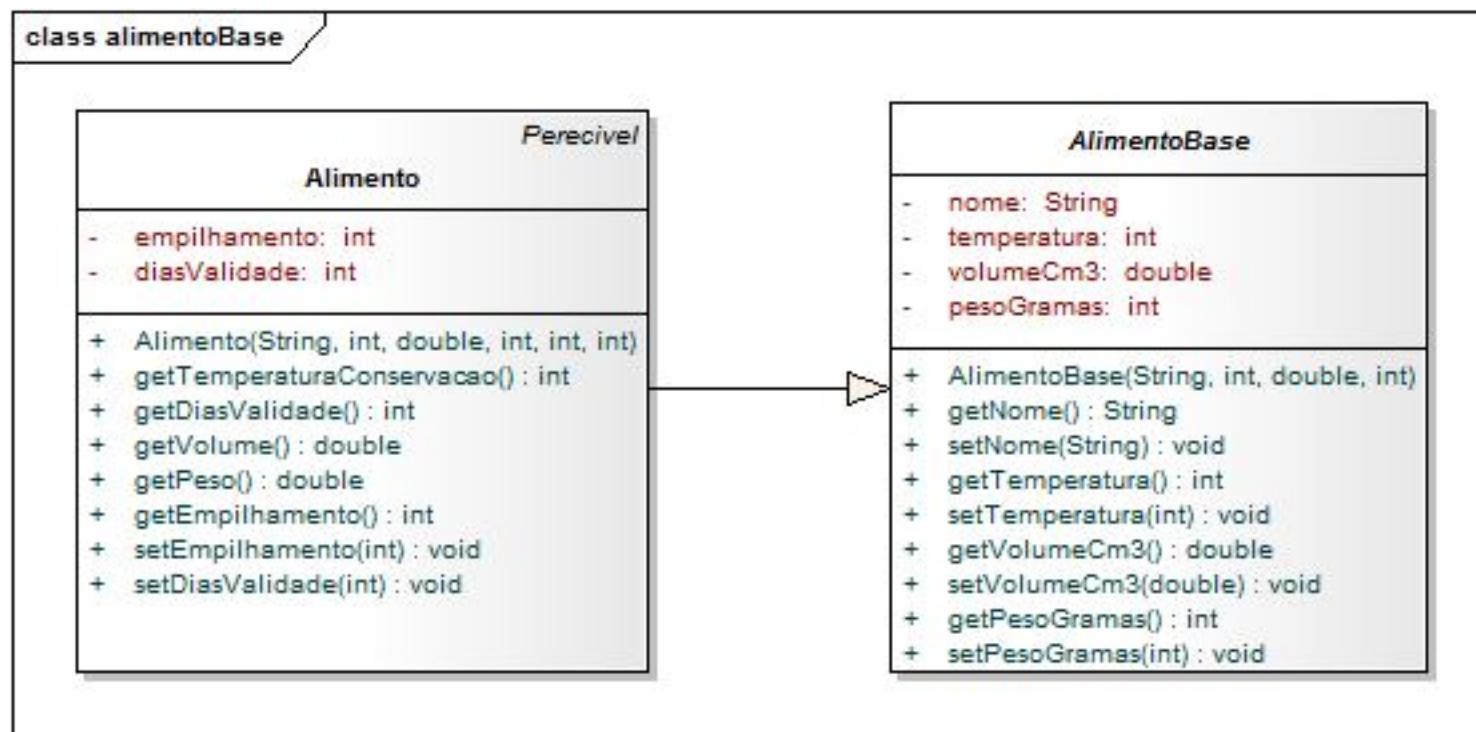 class alimentoBase
Perecivel
Alimento
- empilhamento: int
- diasValidade: int
+ Alimento(String, int, double, int, int, int)
+ getTemperaturaConservacao() : int
+ getDiasValidade() : int
+ getVolume() : double
+ getPeso() : double
+ getEmpilhamento() : int
+ setEmpilhamento(int) : void
+ setDiasValidade(int) : void
AlimentoBase
- nome: String
- temperatura: int
- volumeCm3: double
- pesoGramas: int
+ AlimentoBase(String, int, double, int)
+ getNome() : String
+ setNome(String) : void
+ getTemperatura() : int
+ setTemperatura(int) : void
+ getVolumeCm3() : double
+ setVolumeCm3(double) : void
+ getPesoGramas() : int
+ setPesoGramas(int) : void